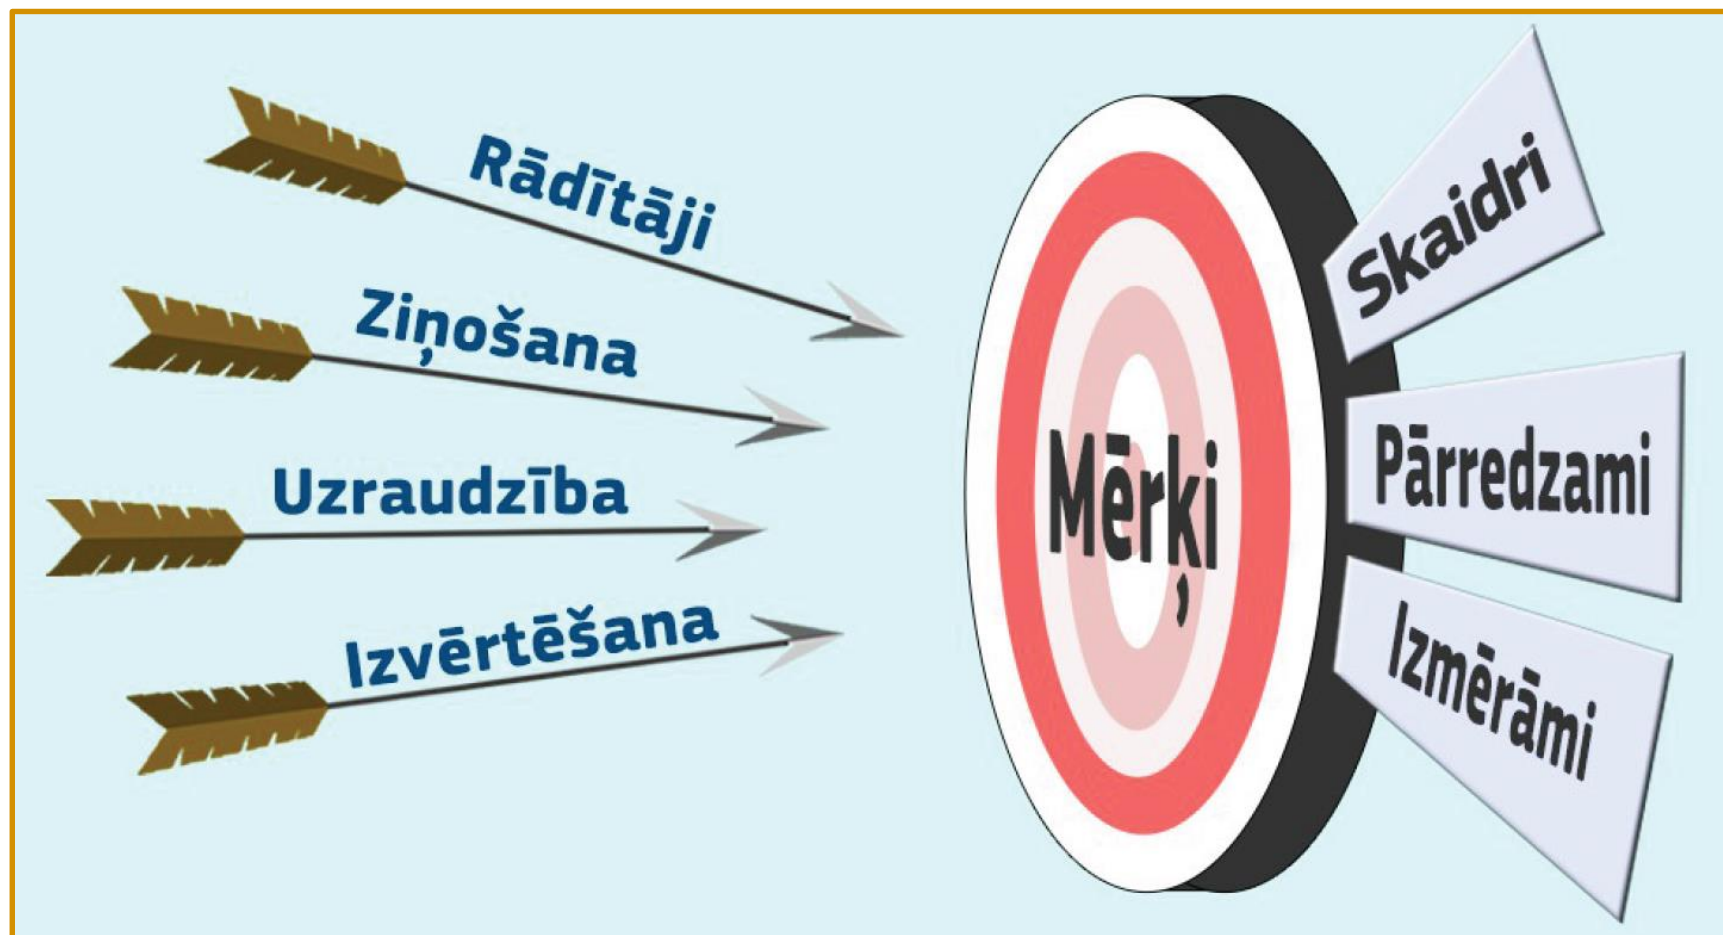 Rādītāji
Ziņošana
Uzraudzība
Izvērtēšana
Mērķi
Skaidri
Pārredzami
Izmērāmi